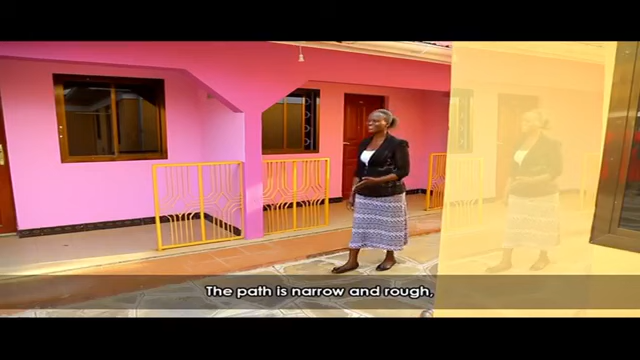 The path is narrow and rough,